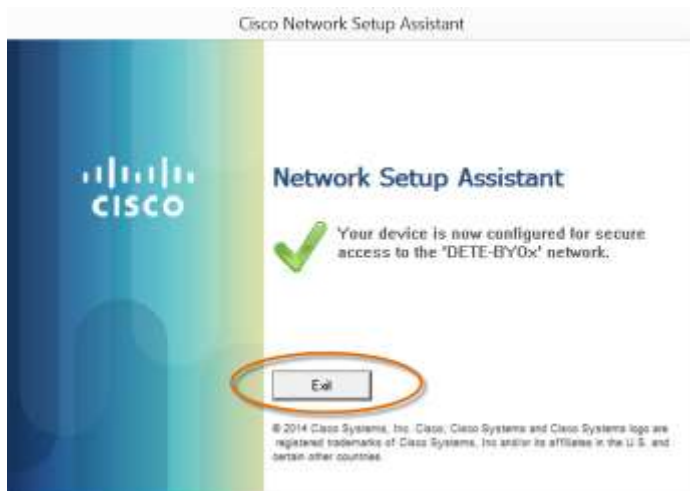 Cisco Network Setup Assistant
CISCO
Network Setup Assistant
Your device is now configured for secure
access to the 'DETE-BYOx' network.
Exit
© 2014 Cisco Systems, Inc. Cisco, Cisco Systems and Cisco Systems logo are
registered trademarks of Cisco Systems, Inc and/or its affiliates in the U.S. and
certain other countries.